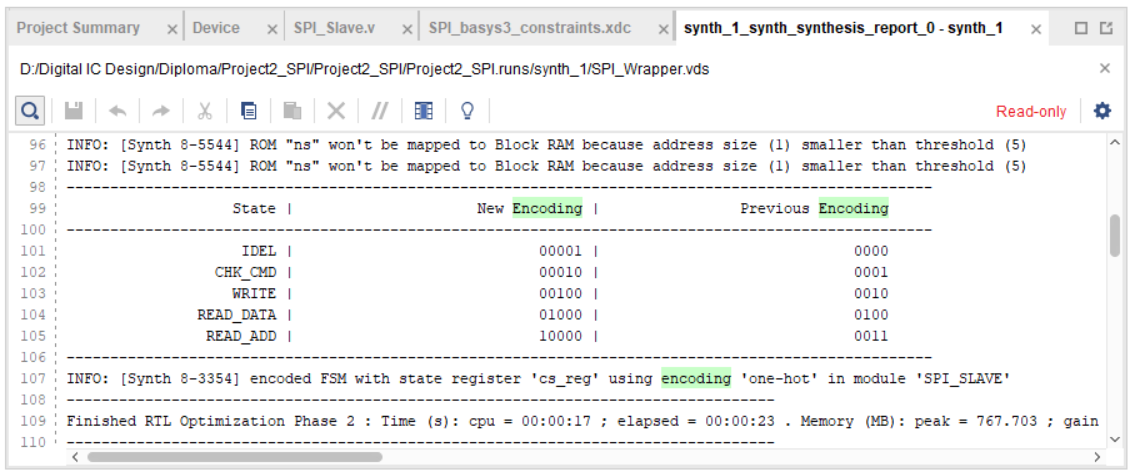 Project Summary × Device × SPI_Slave.v × SPI_basys3_constraints.xdc × synth_1_synth_synthesis_report_0 - synth_1 ×
D:/Digital IC Design/Diploma/Project2_SPI/Project2_SPI/Project2_SPI.runs/synth_1/SPI_Wrapper.vds
Read-only
96 INFO: [Synth 8-5544] ROM "ns" won't be mapped to Block RAM because address size (1) smaller than threshold (5)
97 INFO: [Synth 8-5544] ROM "ns" won't be mapped to Block RAM because address size (1) smaller than threshold (5)
98 ---------------------------------------------------------------------------------------------------
99 State | New Encoding | Previous Encoding
100 ---------------------------------------------------------------------------------------------------
101 IDEL | 00001 | 0000
102 CHK_CMD | 00010 | 0001
103 WRITE | 00100 | 0010
104 READ_DATA | 01000 | 0100
105 READ_ADD | 10000 | 0011
106 ---------------------------------------------------------------------------------------------------
107 INFO: [Synth 8-3354] encoded FSM with state register 'cs_reg' using encoding 'one-hot' in module 'SPI_SLAVE'
108 ---------------------------------------------------------------------------------
109 Finished RTL Optimization Phase 2 : Time (s): cpu = 00:00:17 ; elapsed = 00:00:23 . Memory (MB): peak = 767.703 ; gain
110 ---------------------------------------------------------------------------------